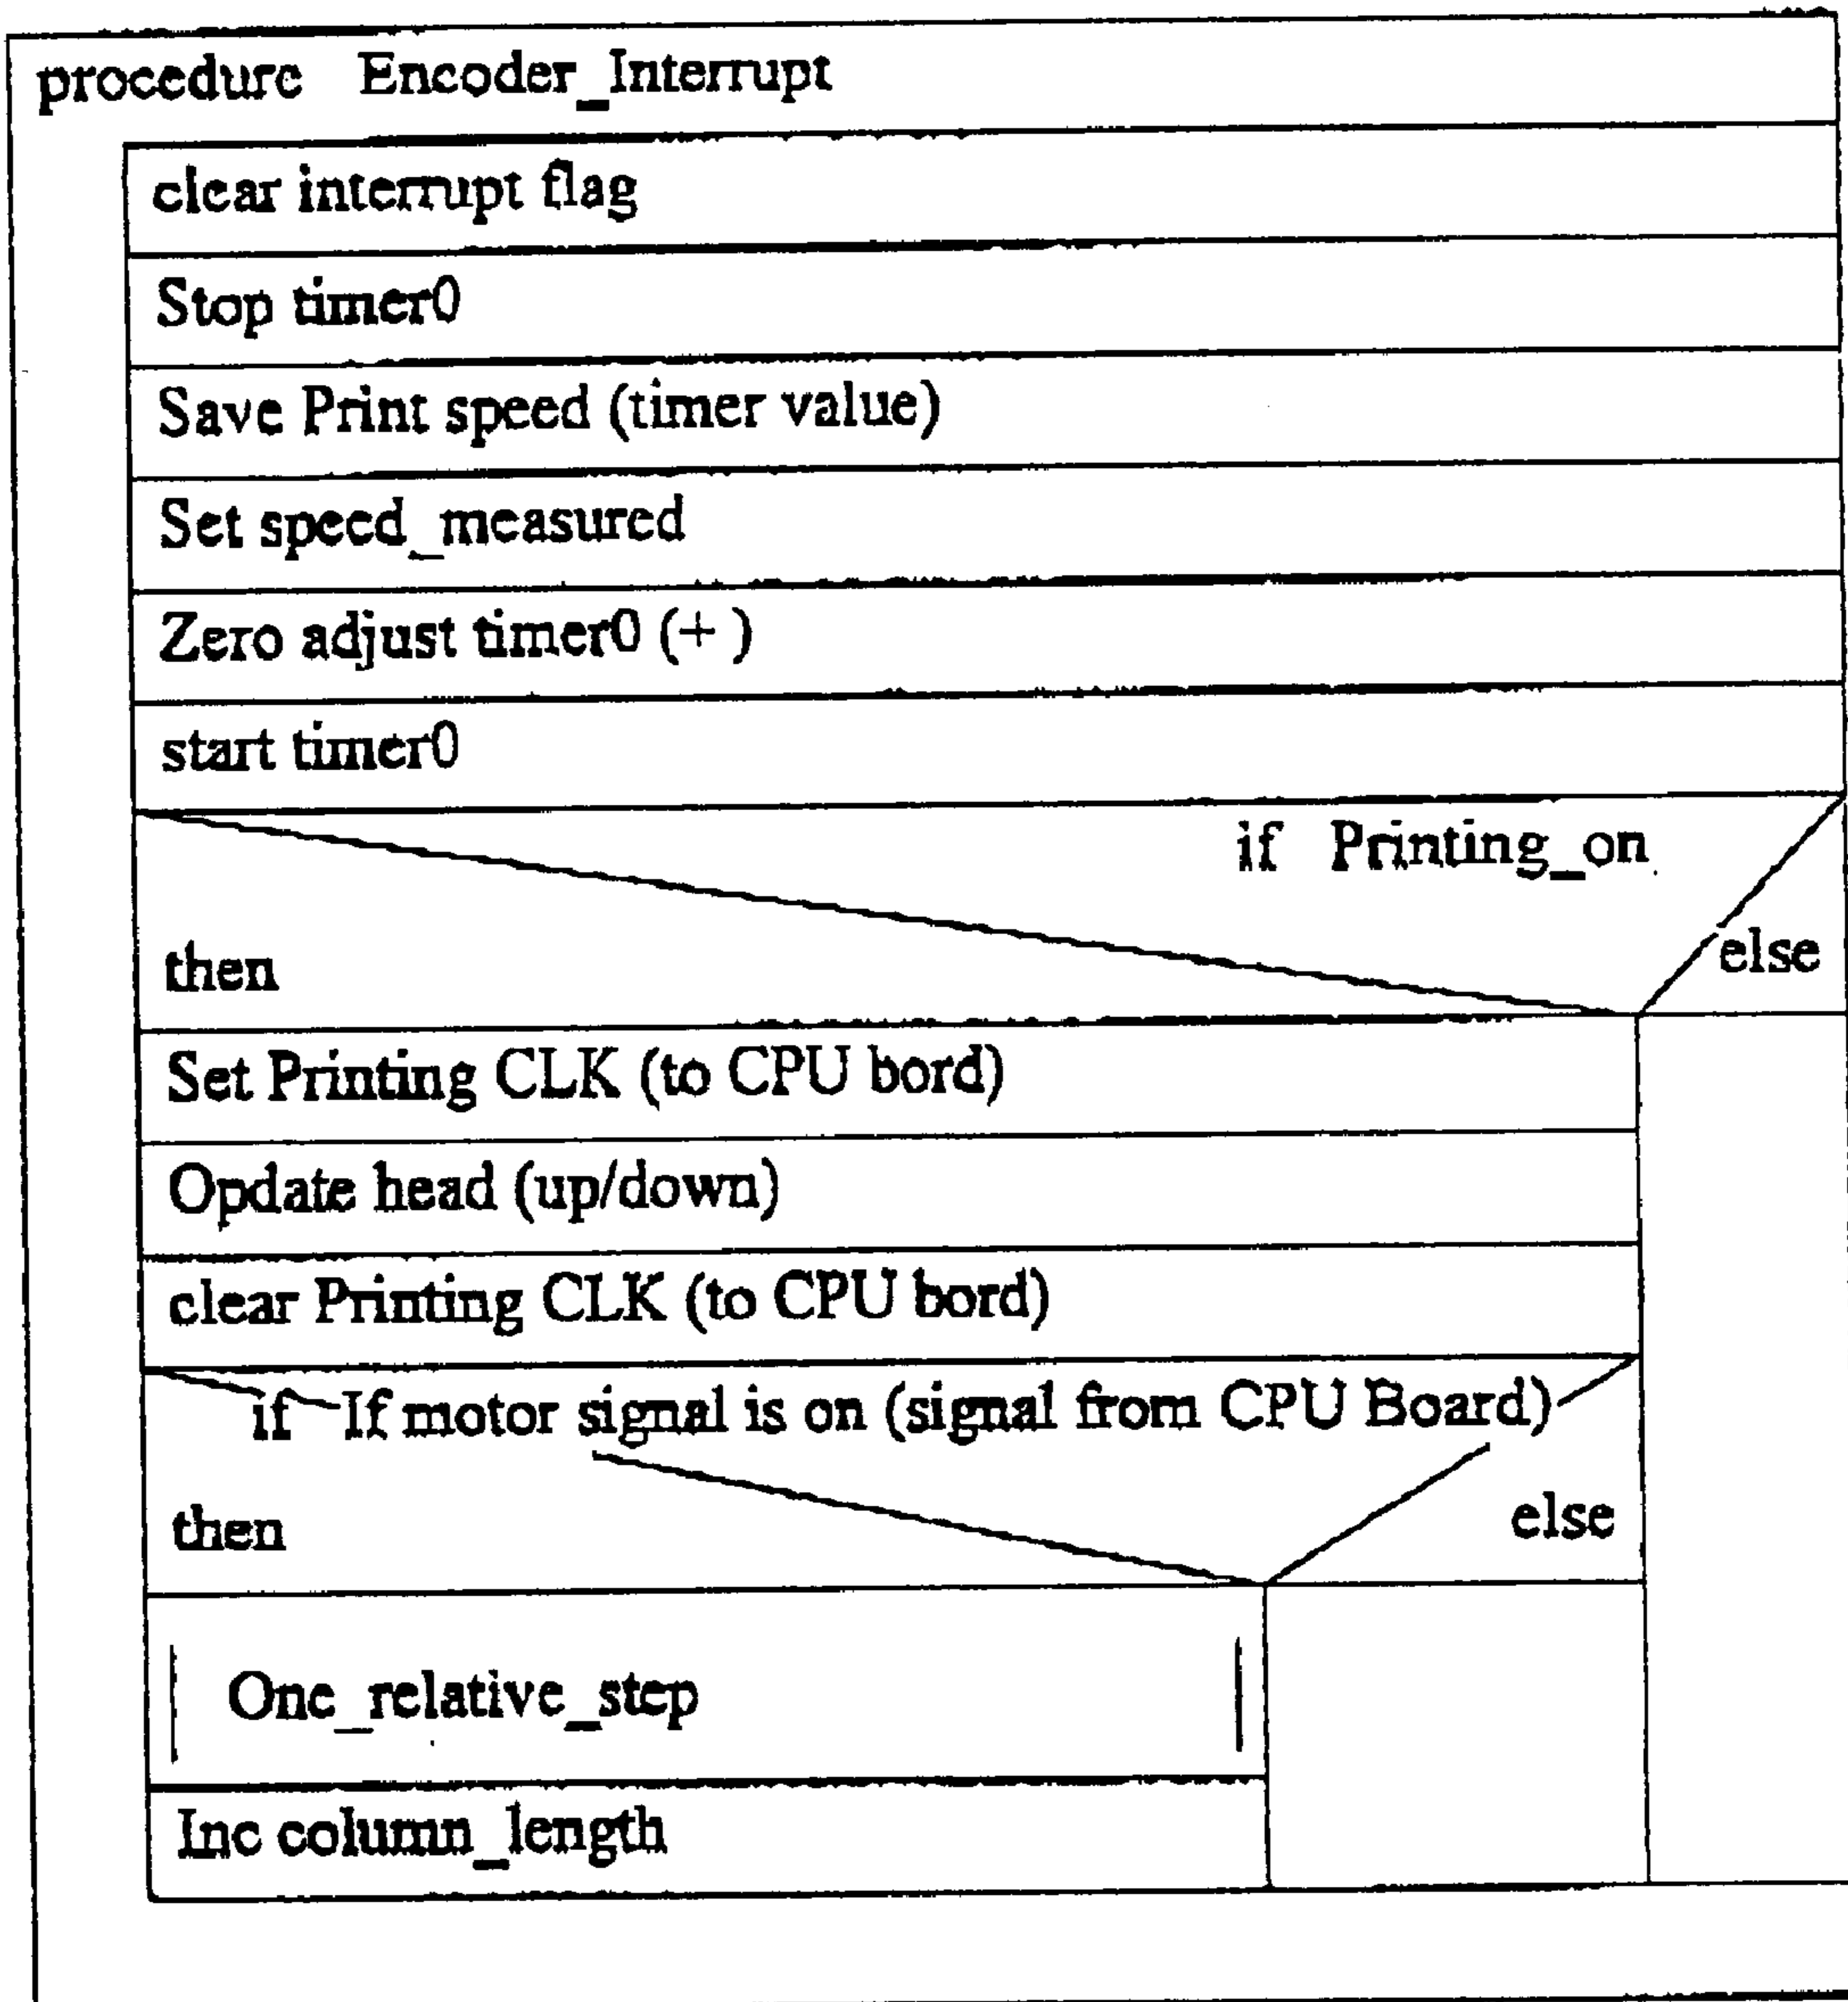 procedure Encoder_Interrupt
clear interrupt flag
Stop timer0
Save Print speed (timer value)
Set speed_measured
Zero adjust timer0 (+ )
start timer0
if Printing_on
then else
Set Printing CLK (to CPU bord)
Opdate head (up/down)
clear Printing CLK (to CPU bord)
if If motor signal is on (signal from CPU Board)
then else
One_relative_step
Inc column_length